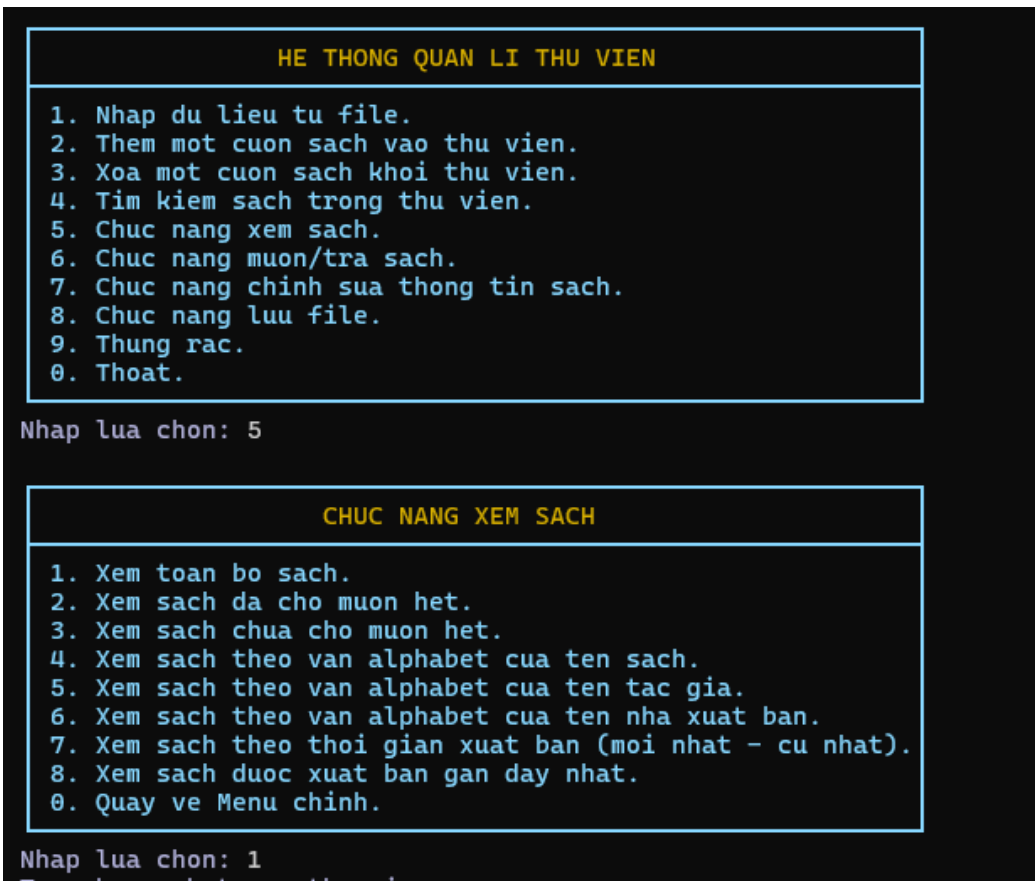 HE THONG QUAN LI THU VIEN
1. Nhap du lieu tu file.
2. Them mot cuon sach vao thu vien.
3. Xoa mot cuon sach khoi thu vien.
4. Tim kiem sach trong thu vien.
5. Chuc nang xem sach.
6. Chuc nang muon/tra sach.
7. Chuc nang chinh sua thong tin sach.
8. Chuc nang luu file.
9. Thung rac.
0. Thoat.
Nhap lua chon: 5
CHUC NANG XEM SACH
1. Xem toan bo sach.
2. Xem sach da cho muon het.
3. Xem sach chua cho muon het.
4. Xem sach theo van alphabet cua ten sach.
5. Xem sach theo van alphabet cua ten tac gia.
6. Xem sach theo van alphabet cua ten nha xuat ban.
7. Xem sach theo thoi gian xuat ban (moi nhat - cu nhat).
8. Xem sach duoc xuat ban gan day nhat.
0. Quay ve Menu chinh.
Nhap lua chon: 1